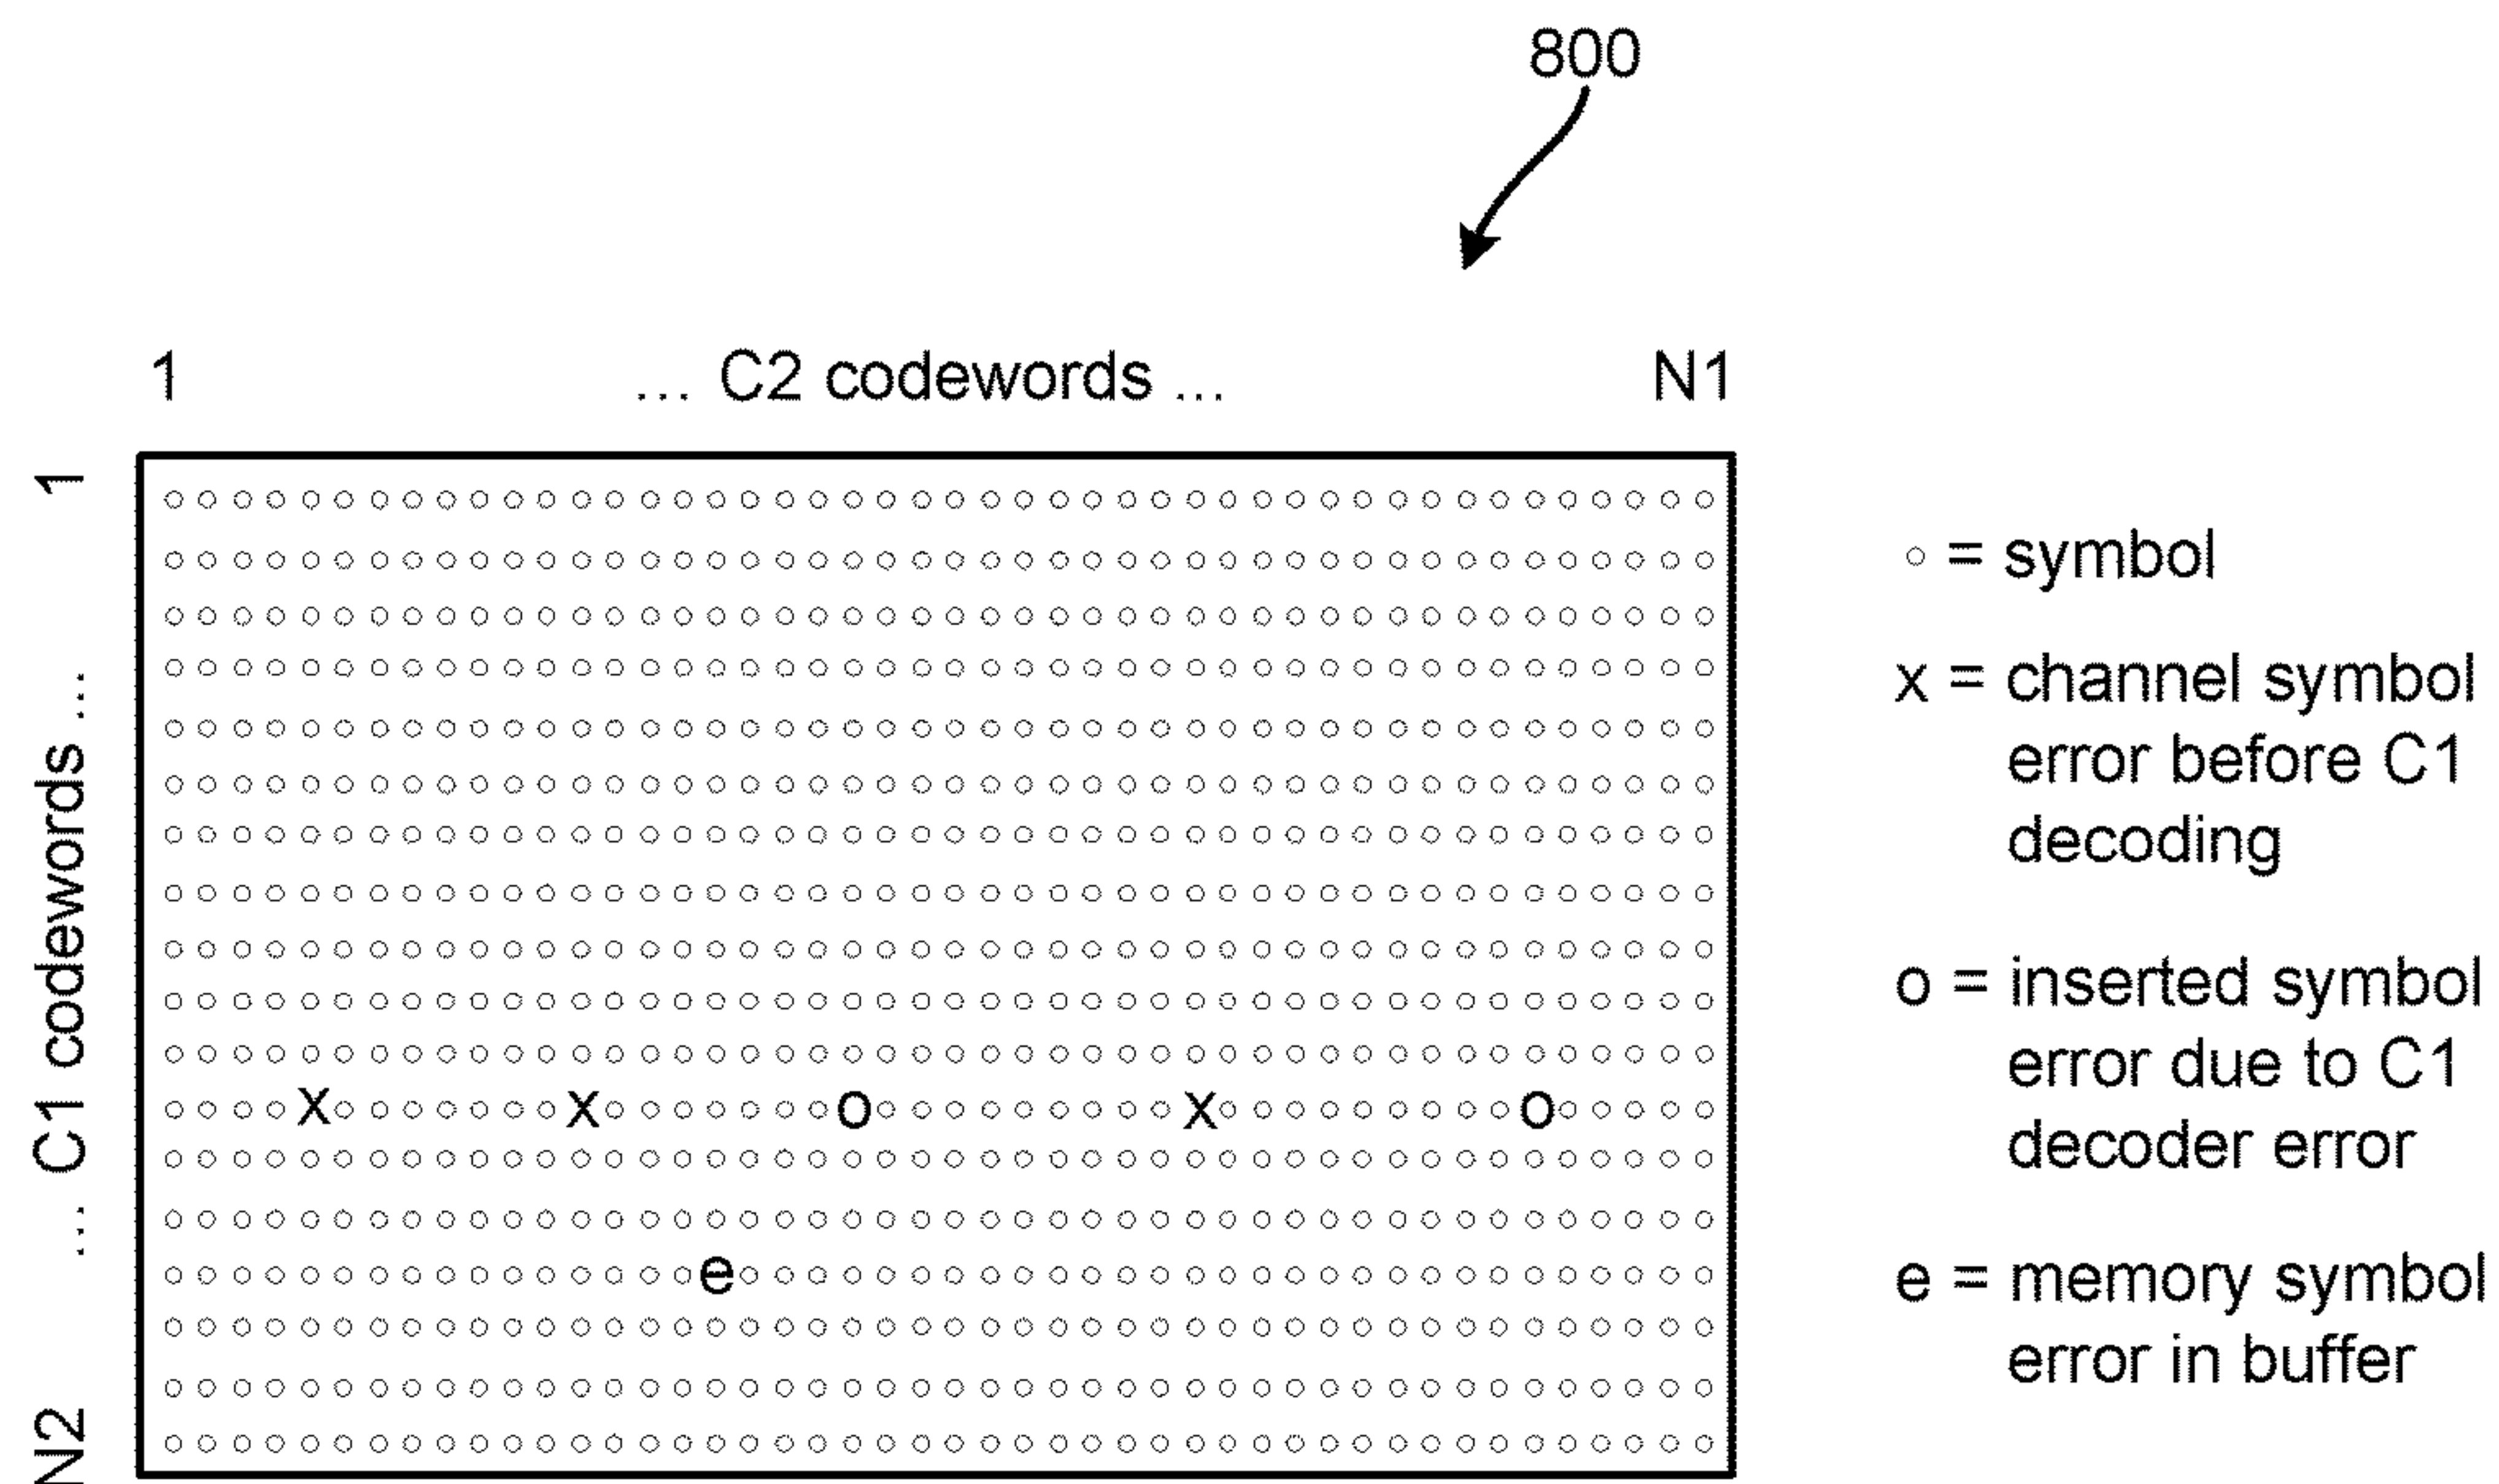 800
1 ... C2 codewords ... N1
1 ... C1 codewords ... N2
x x o x o
e
○ = symbol
x = channel symbol
error before C1
decoding
o = inserted symbol
error due to C1
decoder error
e = memory symbol
error in buffer